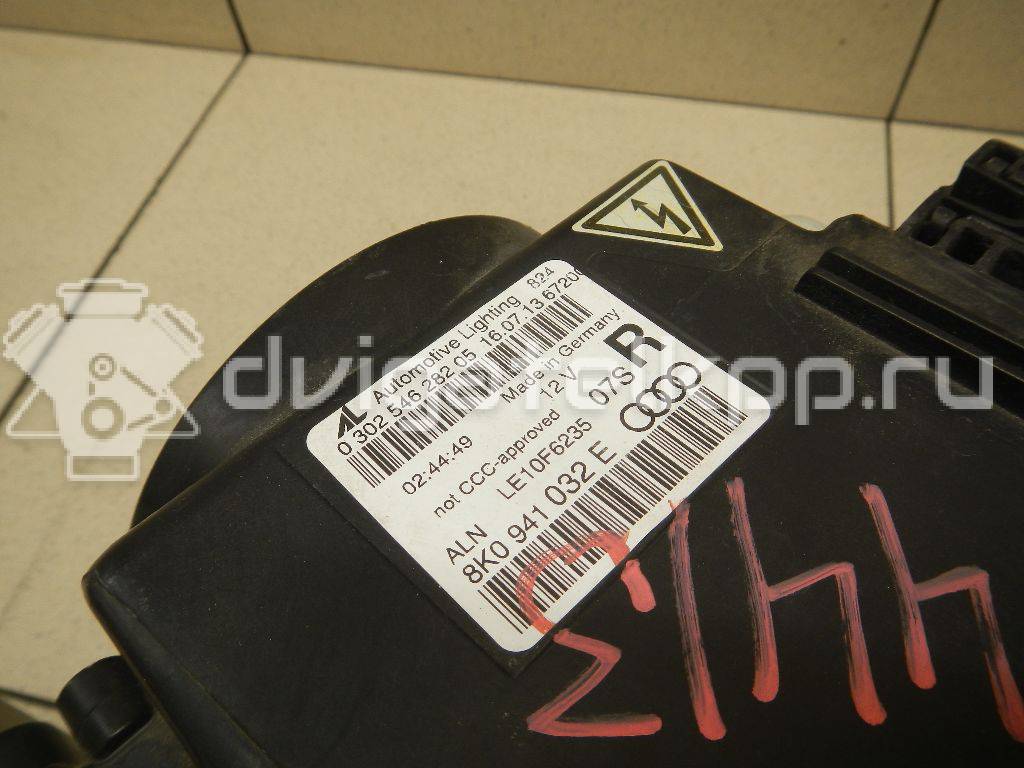 AL Automotive Lighting 824
0 302 546 282 05 16.07.13 67200
Made in Germany
02:44:49 12 V R
not CCC-approved 07S
LE10F6235
ALN
8K0 941 032 E
dvigatelkorpro.ru